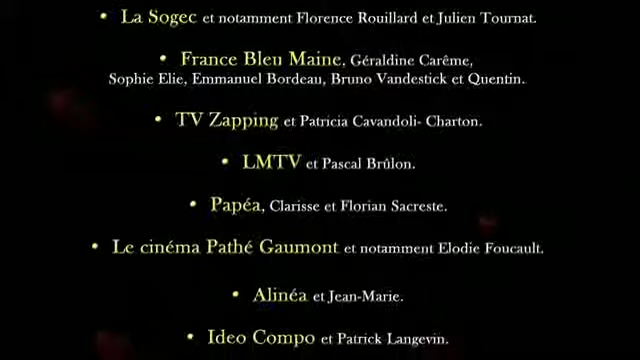 • La Sogec et notamment Florence Rouillard et Julien Tournat.
• France Bleu Maine, Géraldine Carême,
Sophie Elie, Emmanuel Bordeau, Bruno Vandestick et Quentin.
• TV Zapping et Patricia Cavandoli- Charton.
• LMTV et Pascal Brûlon.
• Papéa, Clarisse et Florian Sacreste.
• Le cinéma Pathé Gaumont et notamment Elodie Foucault.
• Alinéa et Jean-Marie.
• Ideo Compo et Patrick Langevin.